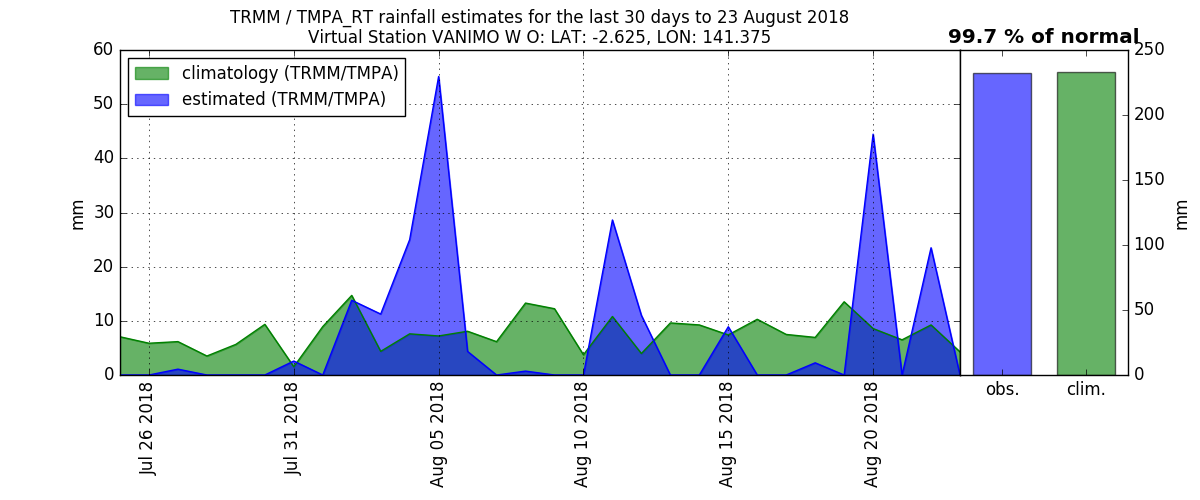 TRMM / TMPA_RT rainfall estimates for the last 30 days to 23 August 2018
Virtual Station VANIMO W O: LAT: -2.625, LON: 141.375
99.7 % of normal
climatology (TRMM/TMPA)
estimated (TRMM/TMPA)
60
50
40
30
20
10
0
mm
Jul 26 2018
Jul 31 2018
Aug 05 2018
Aug 10 2018
Aug 15 2018
Aug 20 2018
obs.
clim.
250
200
150
100
50
0
mm